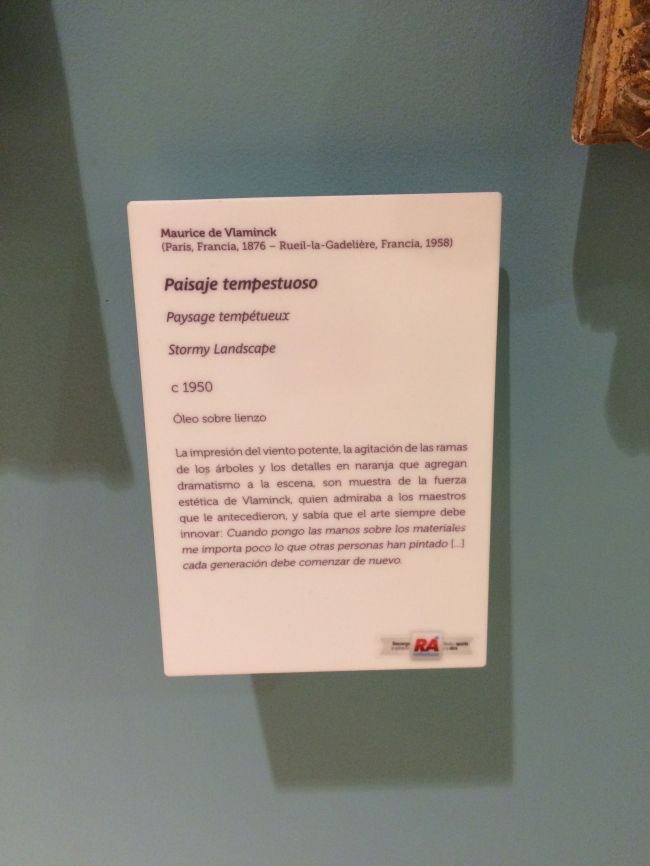 Maurice de Vlaminck
(París, Francia, 1876 – Rueil-la-Gadelière, Francia, 1958)
Paisaje tempestuoso
Paysage tempétueux
Stormy Landscape
c 1950
Óleo sobre lienzo
La impresión del viento potente, la agitación de las ramas
de los árboles y los detalles en naranja que agregan
dramatismo a la escena, son muestra de la fuerza
estética de Vlaminck, quien admiraba a los maestros
que le antecedieron, y sabía que el arte siempre debe
innovar: Cuando pongo las manos sobre los materiales
me importa poco lo que otras personas han pintado [...]
cada generación debe comenzar de nuevo.
RA